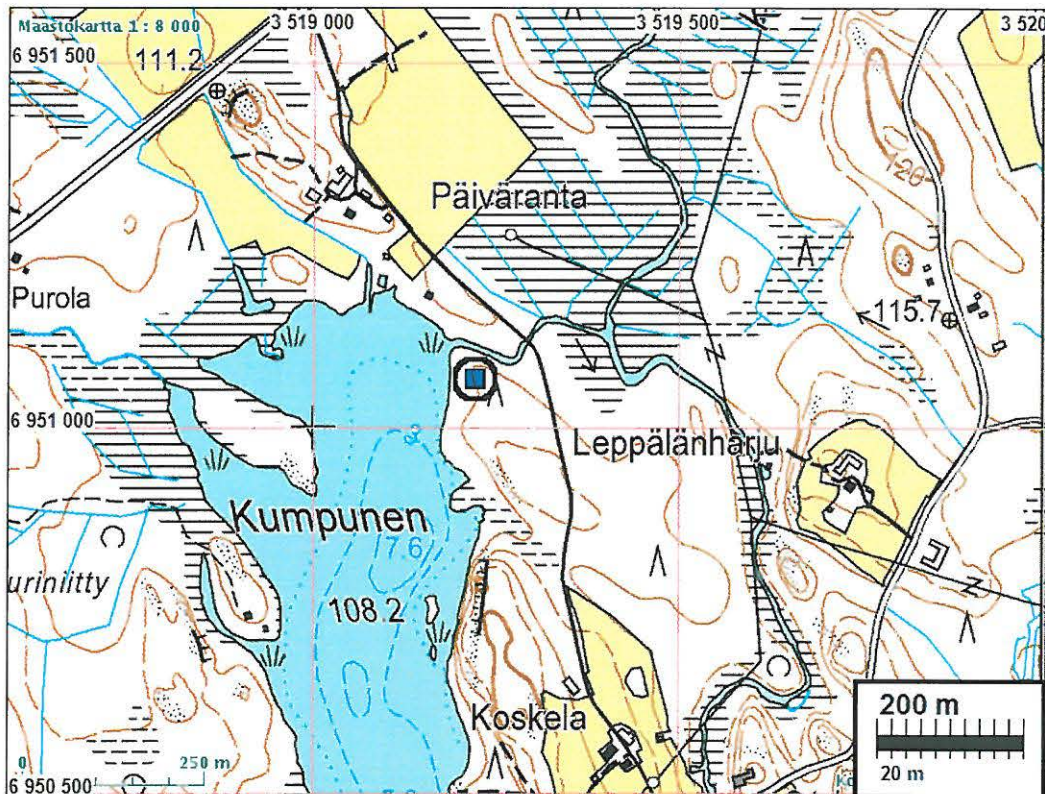 Maastokartta 1 : 8 000
3 519 000
3 519 500
3 520
6 951 500
111.2
120
Päiväranta
Purola
115.7
6 951 000
Leppälänharju
Kumpunen
7.6
uriniitty
108.2
Z
Z
Koskela
200 m
20 m
0
250 m
6 950 500